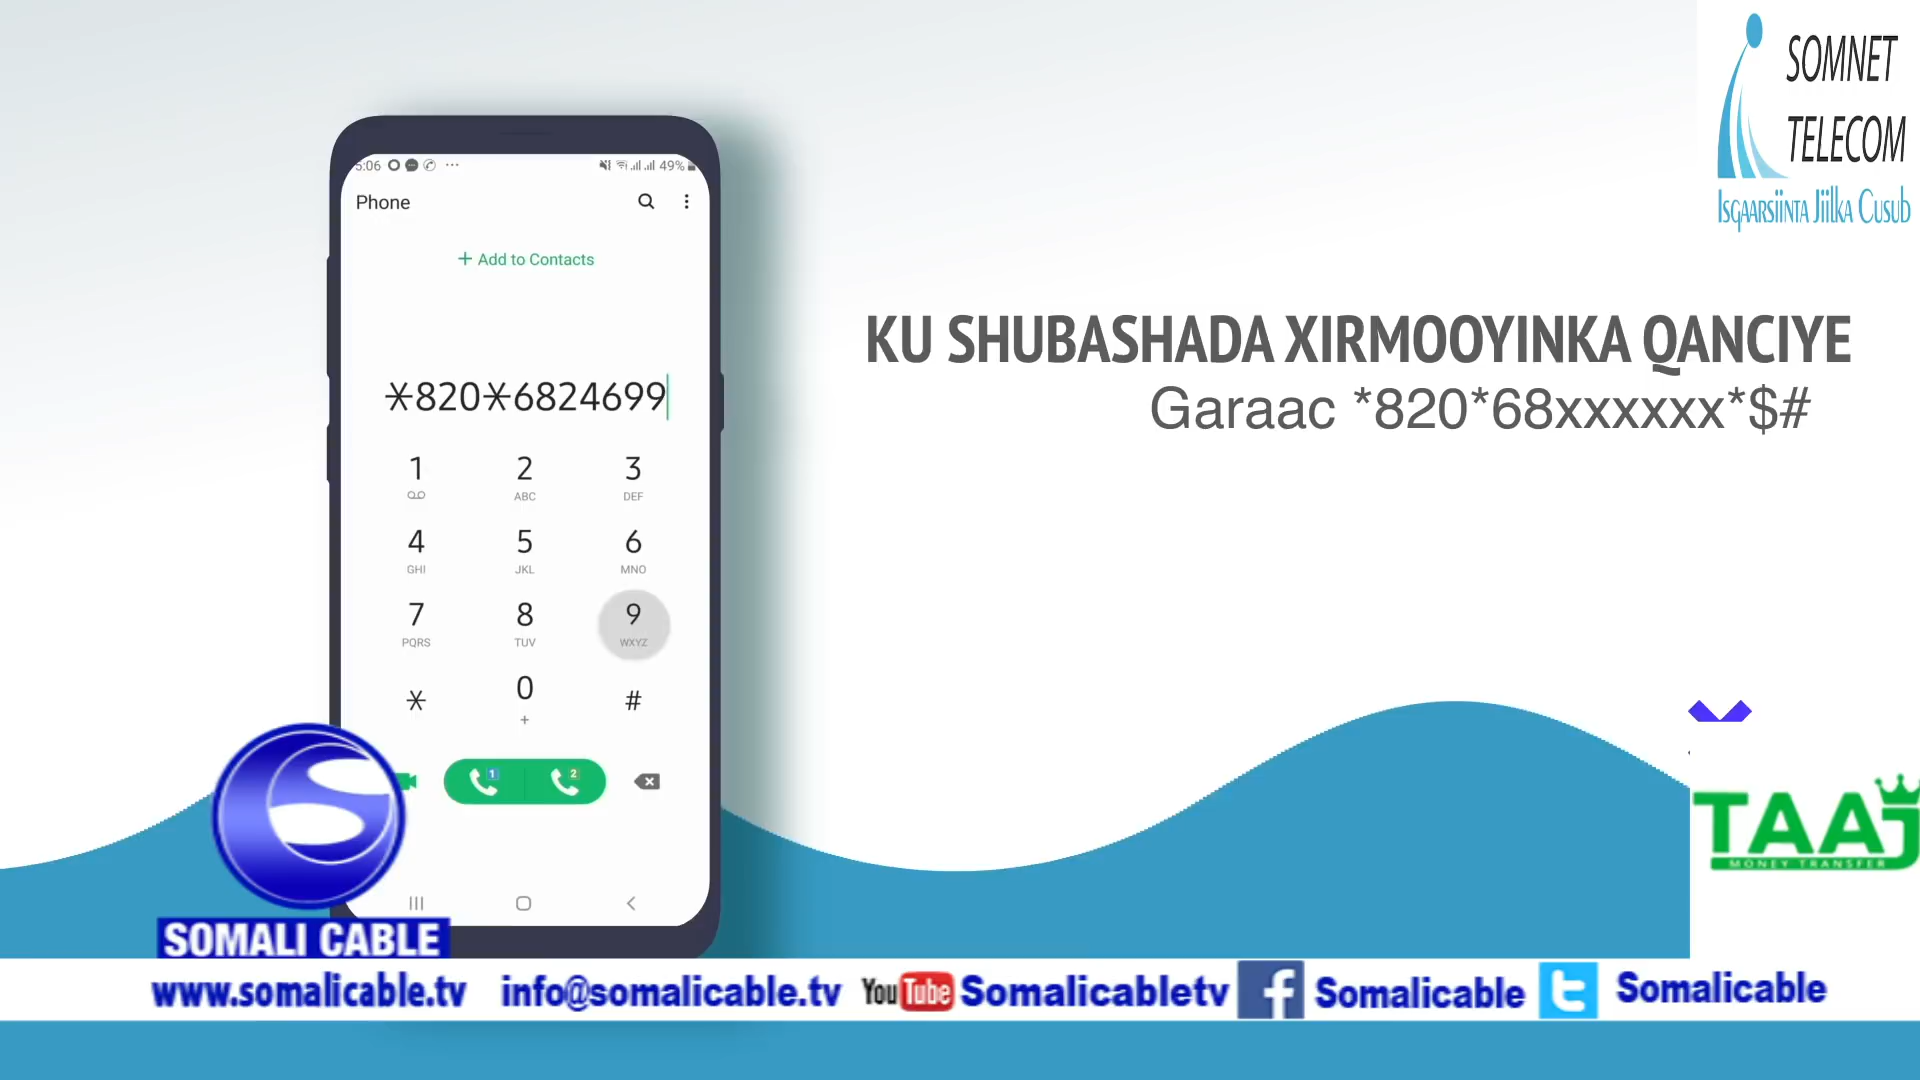 SOMNET
TELECOM
Isgaarsiinta Jiilka Cusub
5:06
49%
Phone
+ Add to Contacts
KU SHUBASHADA XIRMOOYINKA QANCIYE
Garaac *820*68xxxxxx*$#
*820*6824699
1 2 3
ABC DEF
4 5 6
GHI JKL MNO
7 8 9
PQRS TUV WXYZ
* 0 #
+
1 2
TAAJ
MONEY TRANSFER
SOMALI CABLE
www.somalicable.tv info@somalicable.tv YouTube Somalicabletv f Somalicable t Somalicable